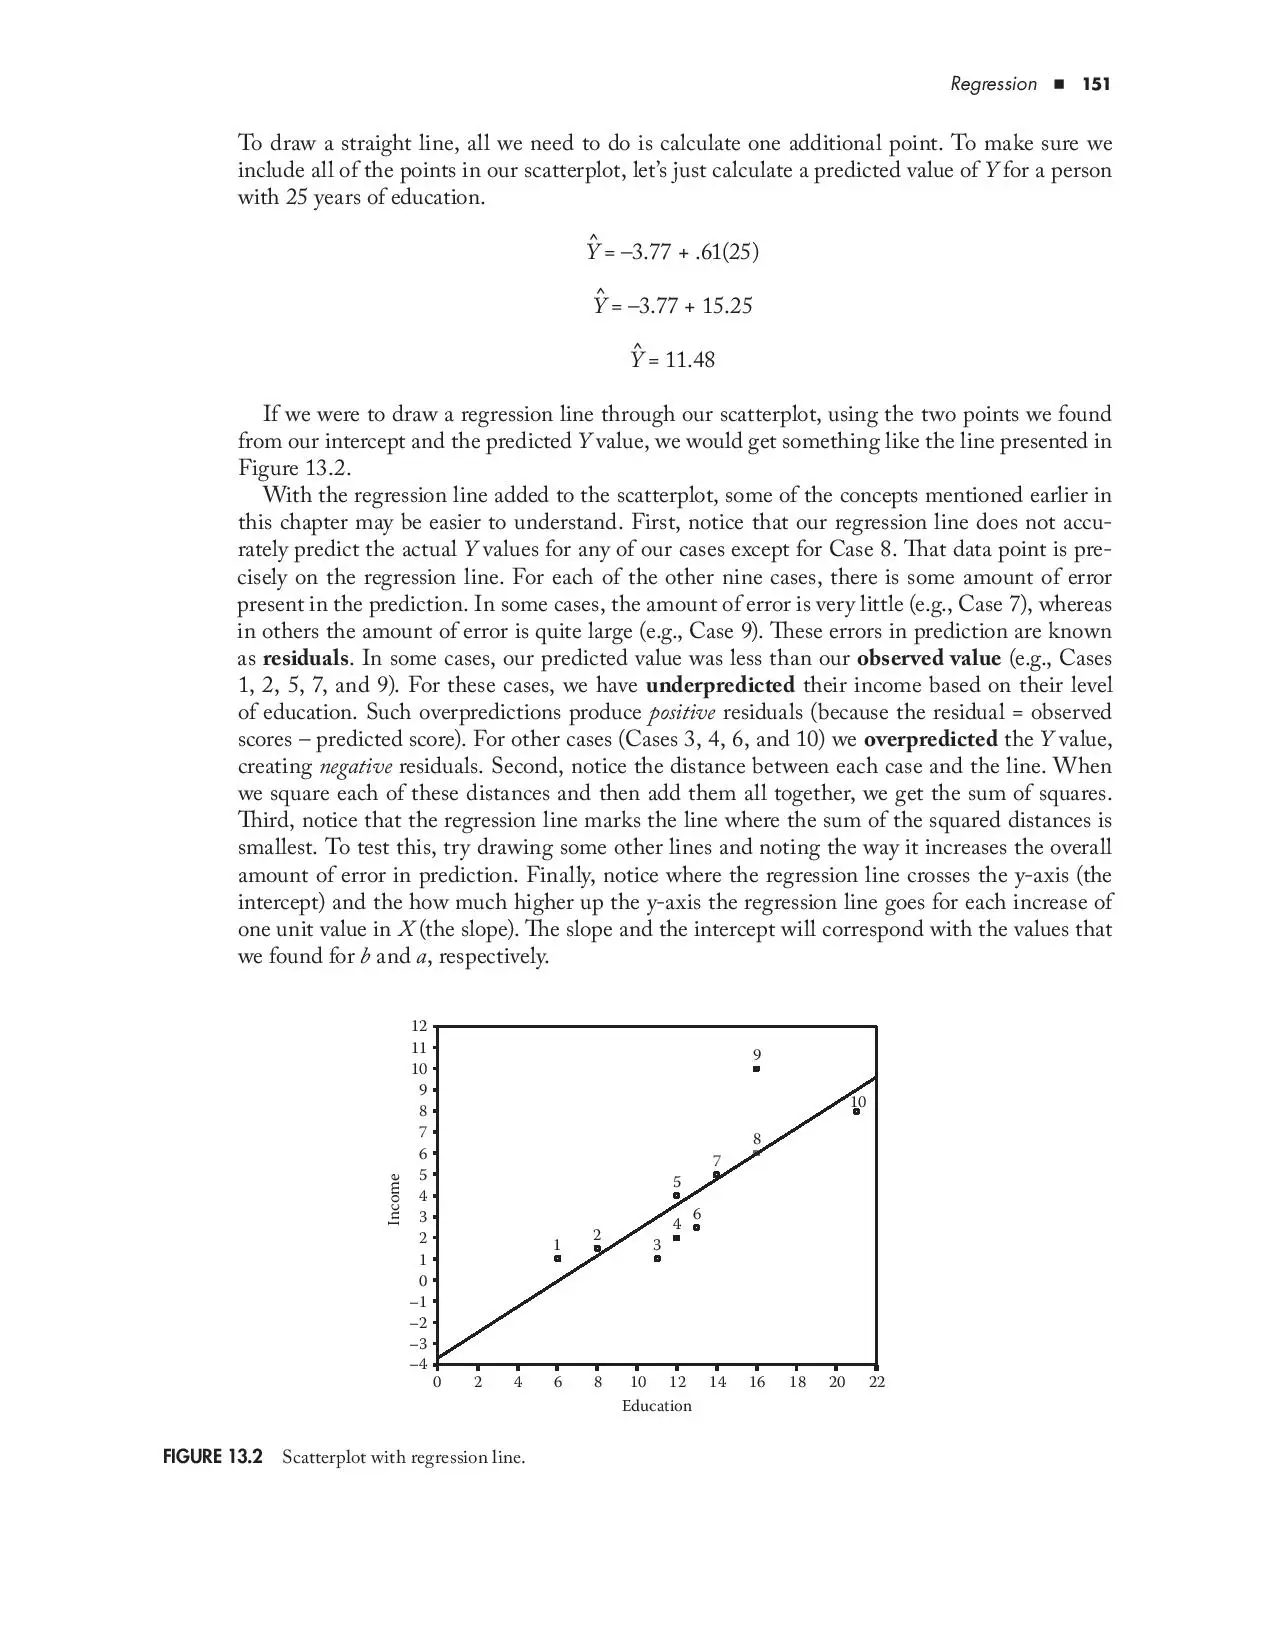 Regression ■ 151
To draw a straight line, all we need to do is calculate one additional point. To make sure we
include all of the points in our scatterplot, let's just calculate a predicted value of Y for a person
with 25 years of education.
Ŷ = –3.77 + .61(25)
Ŷ = –3.77 + 15.25
Ŷ = 11.48
If we were to draw a regression line through our scatterplot, using the two points we found
from our intercept and the predicted Y value, we would get something like the line presented in
Figure 13.2.
With the regression line added to the scatterplot, some of the concepts mentioned earlier in
this chapter may be easier to understand. First, notice that our regression line does not accu-
rately predict the actual Y values for any of our cases except for Case 8. That data point is pre-
cisely on the regression line. For each of the other nine cases, there is some amount of error
present in the prediction. In some cases, the amount of error is very little (e.g., Case 7), whereas
in others the amount of error is quite large (e.g., Case 9). These errors in prediction are known
as residuals. In some cases, our predicted value was less than our observed value (e.g., Cases
1, 2, 5, 7, and 9). For these cases, we have underpredicted their income based on their level
of education. Such overpredictions produce positive residuals (because the residual = observed
scores – predicted score). For other cases (Cases 3, 4, 6, and 10) we overpredicted the Y value,
creating negative residuals. Second, notice the distance between each case and the line. When
we square each of these distances and then add them all together, we get the sum of squares.
Third, notice that the regression line marks the line where the sum of the squared distances is
smallest. To test this, try drawing some other lines and noting the way it increases the overall
amount of error in prediction. Finally, notice where the regression line crosses the y-axis (the
intercept) and the how much higher up the y-axis the regression line goes for each increase of
one unit value in X (the slope). The slope and the intercept will correspond with the values that
we found for b and a, respectively.
12
11
10
9
8
7
6
5
4
3
2
1
0
–1
–2
–3
–4
Income
9
10
8
7
5
6
4
2
1
3
0 2 4 6 8 10 12 14 16 18 20 22
Education
FIGURE 13.2 Scatterplot with regression line.